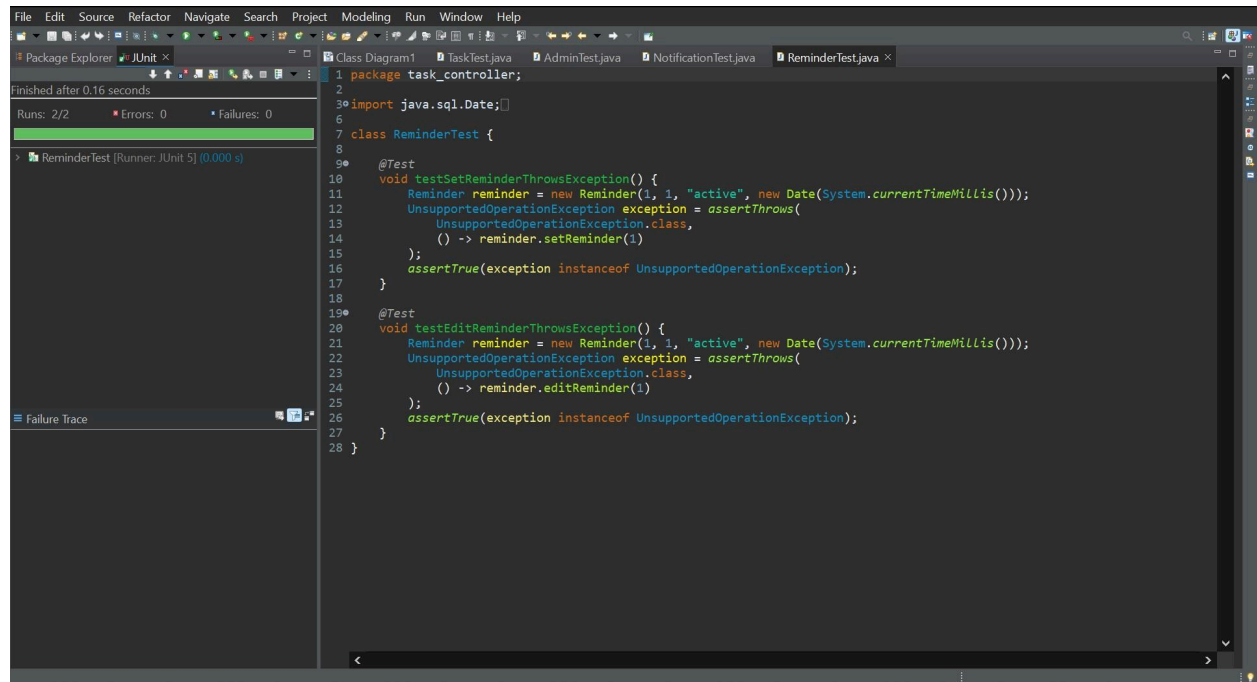 File Edit Source Refactor Navigate Search Project Modeling Run Window Help
Package Explorer JUnit ×
Class Diagram1 TaskTest.java AdminTest.java NotificationTest.java ReminderTest.java ×
Finished after 0.16 seconds
Runs: 2/2 Errors: 0 Failures: 0
ReminderTest [Runner: JUnit 5] (0.000 s)
Failure Trace
1 package task_controller;
2
3 import java.sql.Date;
6
7 class ReminderTest {
8
9 @Test
10 void testSetReminderThrowsException() {
11 Reminder reminder = new Reminder(1, 1, "active", new Date(System.currentTimeMillis()));
12 UnsupportedOperationException exception = assertThrows(
13 UnsupportedOperationException.class,
14 () -> reminder.setReminder(1)
15 );
16 assertTrue(exception instanceof UnsupportedOperationException);
17 }
18
19 @Test
20 void testEditReminderThrowsException() {
21 Reminder reminder = new Reminder(1, 1, "active", new Date(System.currentTimeMillis()));
22 UnsupportedOperationException exception = assertThrows(
23 UnsupportedOperationException.class,
24 () -> reminder.editReminder(1)
25 );
26 assertTrue(exception instanceof UnsupportedOperationException);
27 }
28 }